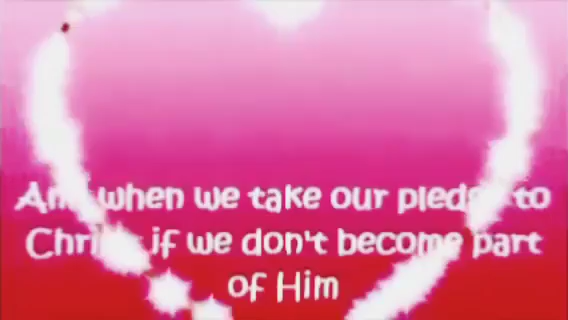 And when we take our pledge to
Christ if we don't become part
of Him